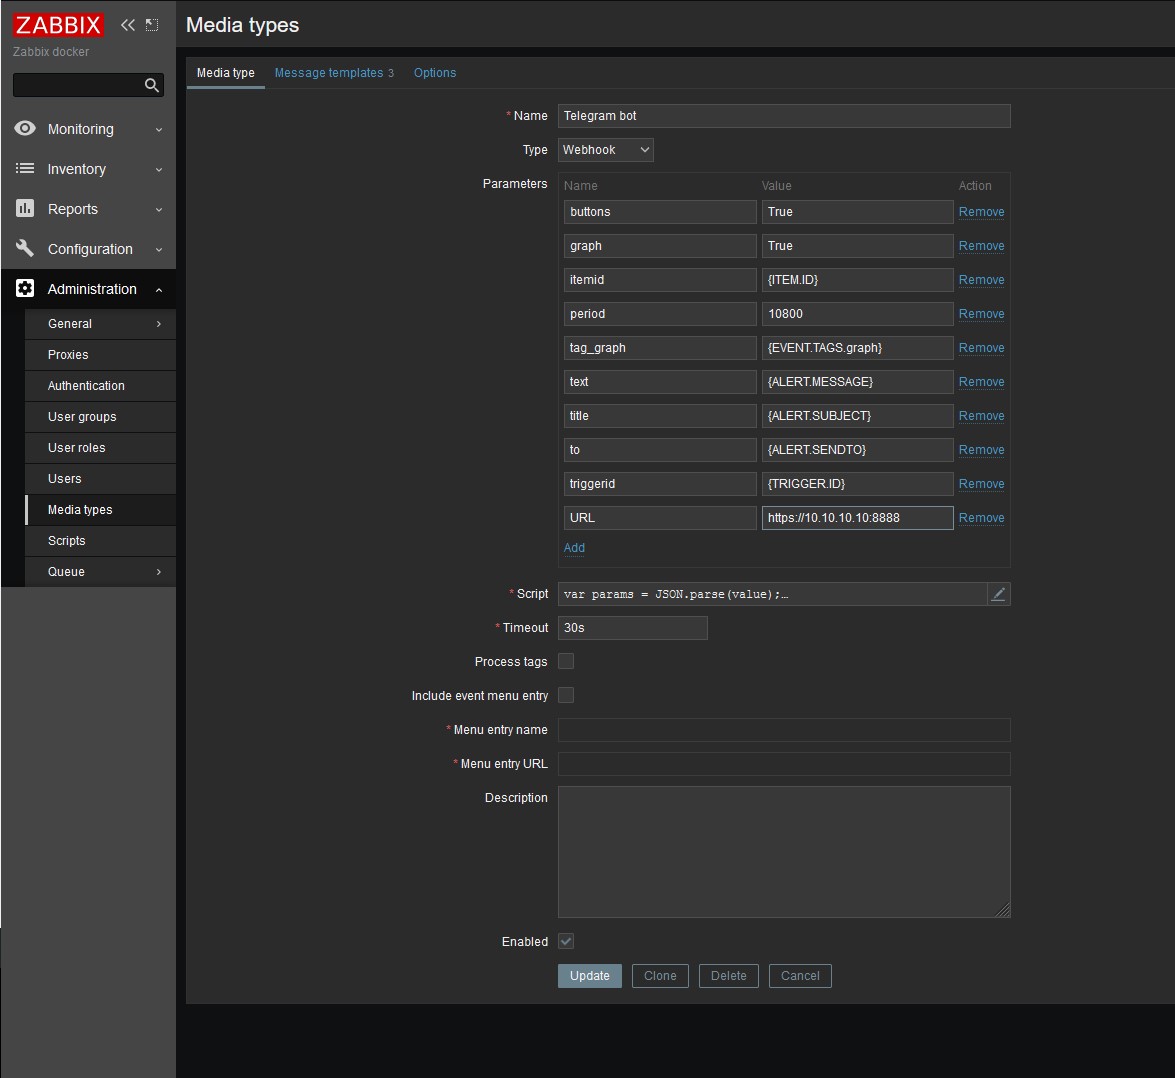 ZABBIX
Zabbix docker
Monitoring
Inventory
Reports
Configuration
Administration
General
Proxies
Authentication
User groups
User roles
Users
Media types
Scripts
Queue
Media types
Media type Message templates 3 Options
* Name Telegram bot
Type Webhook
Parameters Name Value Action
buttons True Remove
graph True Remove
itemid {ITEM.ID} Remove
period 10800 Remove
tag_graph {EVENT.TAGS.graph} Remove
text {ALERT.MESSAGE} Remove
title {ALERT.SUBJECT} Remove
to {ALERT.SENDTO} Remove
triggerid {TRIGGER.ID} Remove
URL https://10.10.10.10:8888 Remove
Add
* Script var params = JSON.parse(value);…
* Timeout 30s
Process tags
Include event menu entry
* Menu entry name
* Menu entry URL
Description
Enabled
Update Clone Delete Cancel